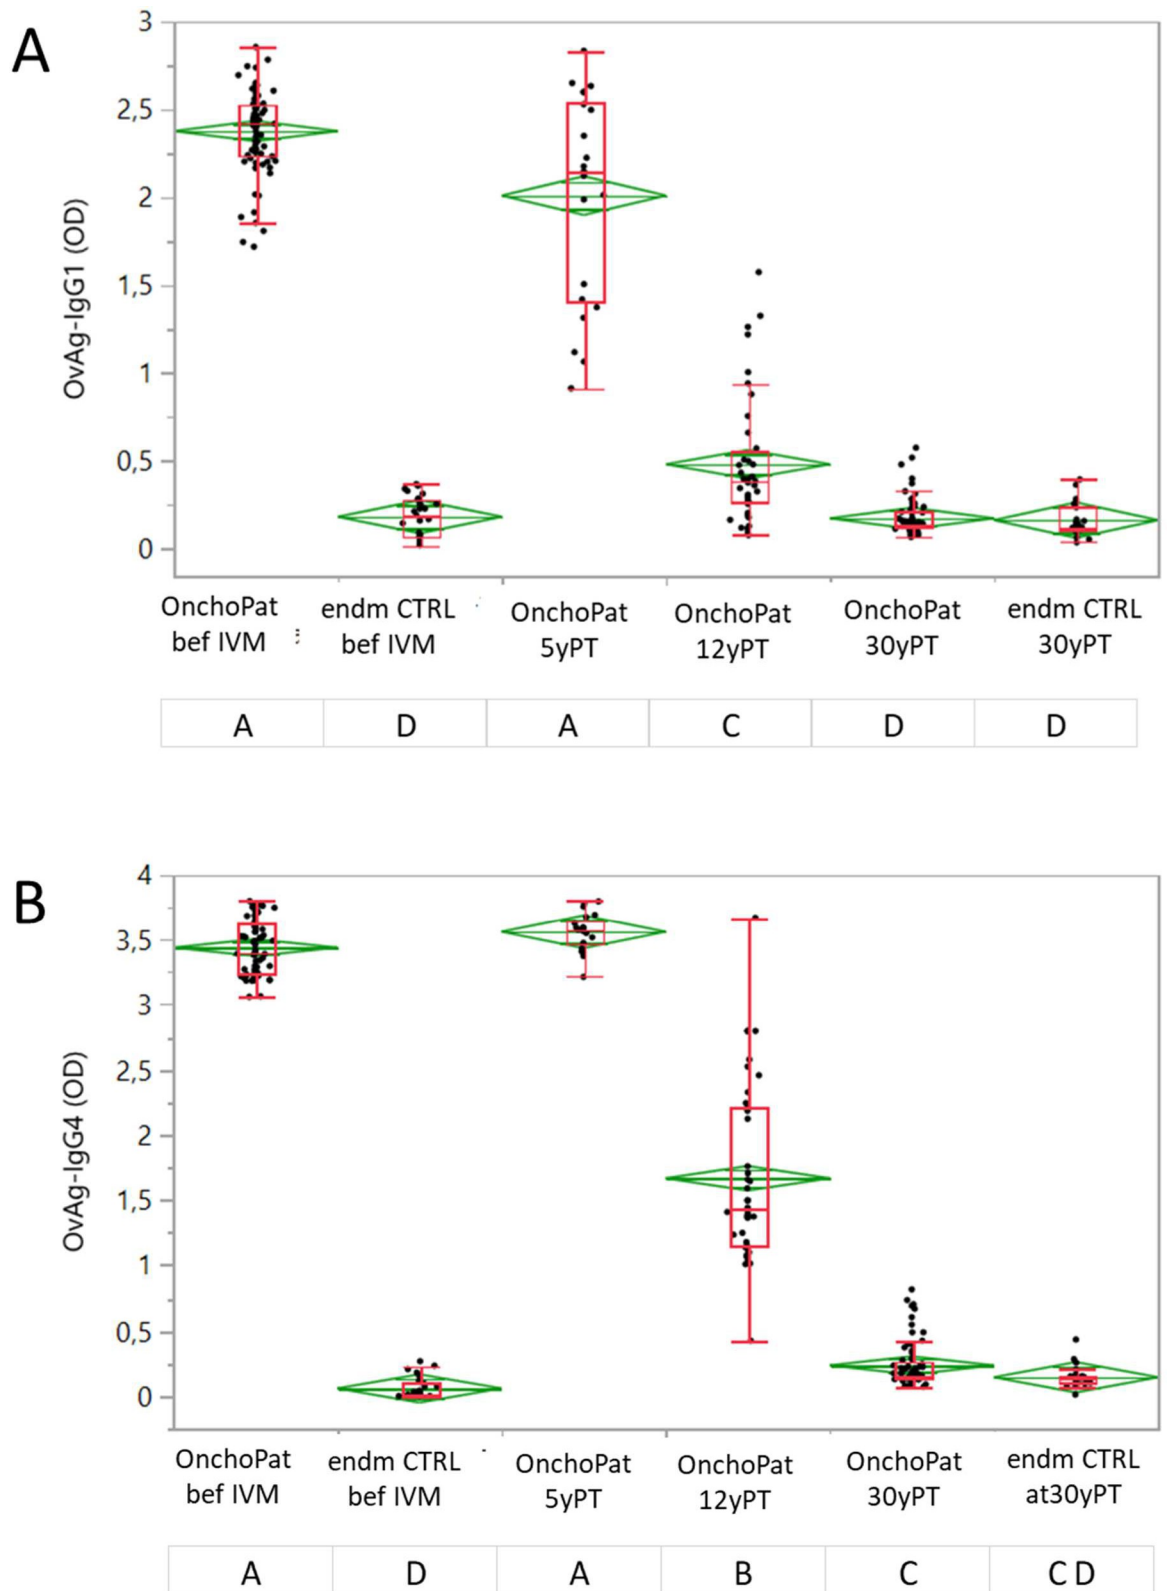 A
3
2,5
2
1,5
1
0,5
0
OvAg-IgG1 (OD)
OnchoPat bef IVM
endm CTRL bef IVM
OnchoPat 5yPT
OnchoPat 12yPT
OnchoPat 30yPT
endm CTRL 30yPT
A D A C D D
B
4
3,5
3
2,5
2
1,5
1
0,5
0
OvAg-IgG4 (OD)
OnchoPat bef IVM
endm CTRL bef IVM
OnchoPat 5yPT
OnchoPat 12yPT
OnchoPat 30yPT
endm CTRL at30yPT
A D A B C C D